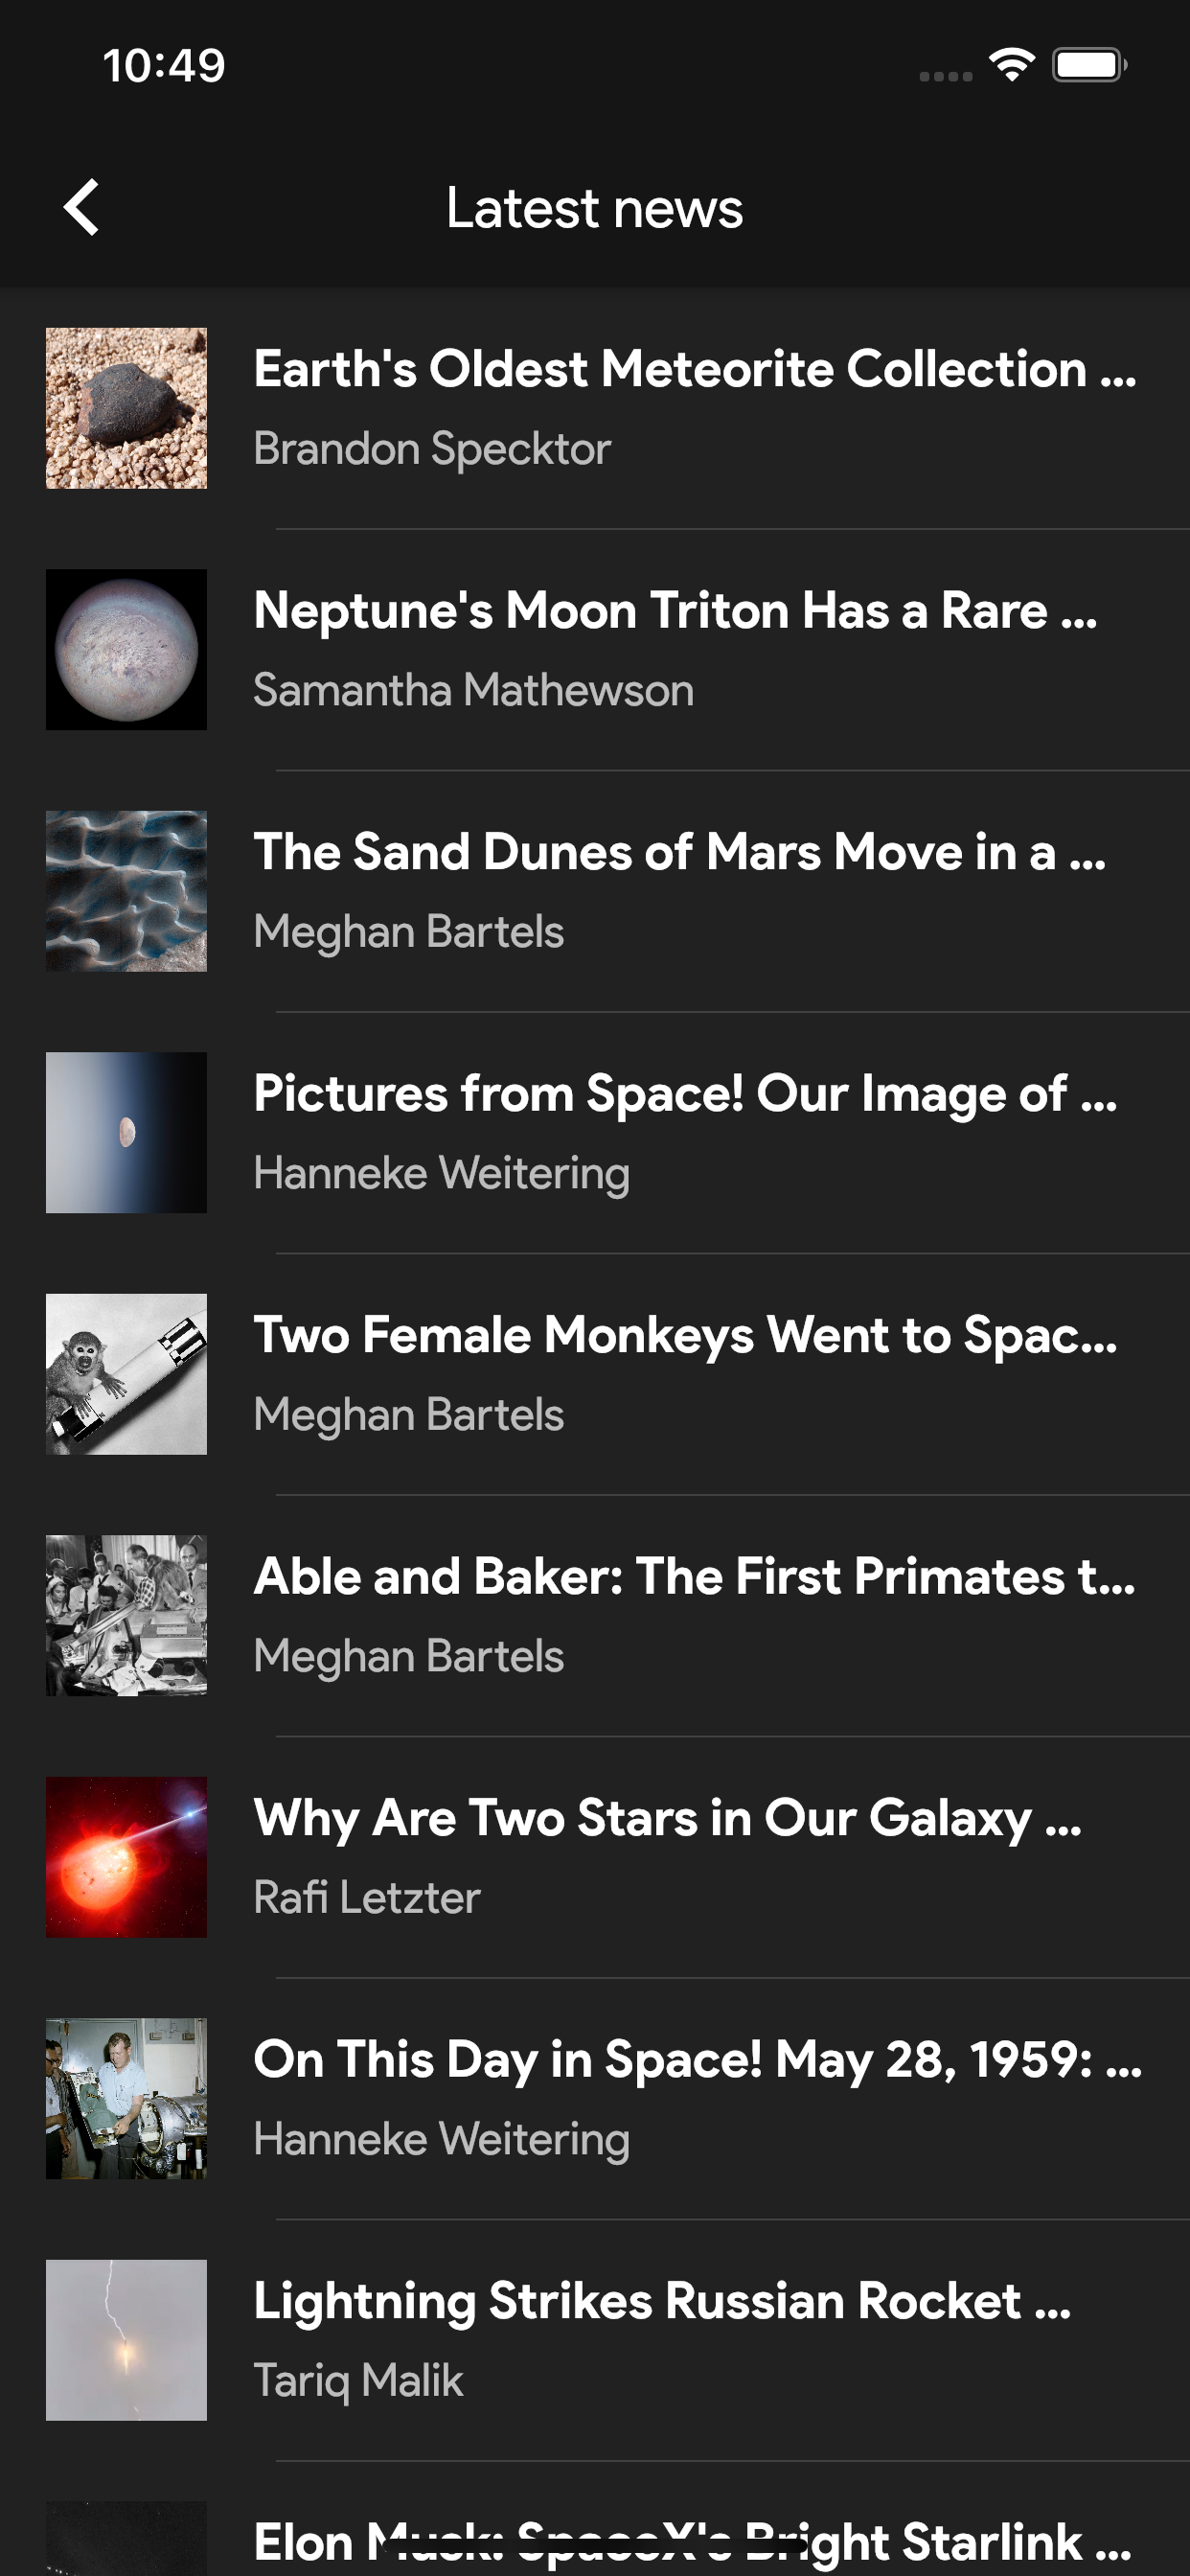 10:49
Latest news
Earth's Oldest Meteorite Collection ...
Brandon Specktor
Neptune's Moon Triton Has a Rare ...
Samantha Mathewson
The Sand Dunes of Mars Move in a ...
Meghan Bartels
Pictures from Space! Our Image of ...
Hanneke Weitering
Two Female Monkeys Went to Spac...
Meghan Bartels
Able and Baker: The First Primates t...
Meghan Bartels
Why Are Two Stars in Our Galaxy ...
Rafi Letzter
On This Day in Space! May 28, 1959: ...
Hanneke Weitering
Lightning Strikes Russian Rocket ...
Tariq Malik
Elon Musk: SpaceX's Bright Starlink ...